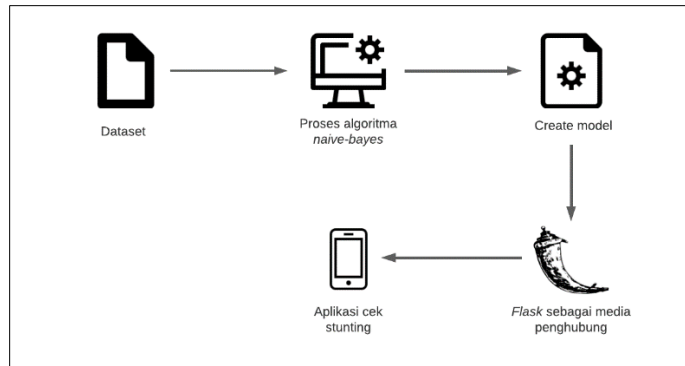 Dataset
Proses algoritma
naive-bayes
Create model
Aplikasi cek
stunting
Flask sebagai media
penghubung